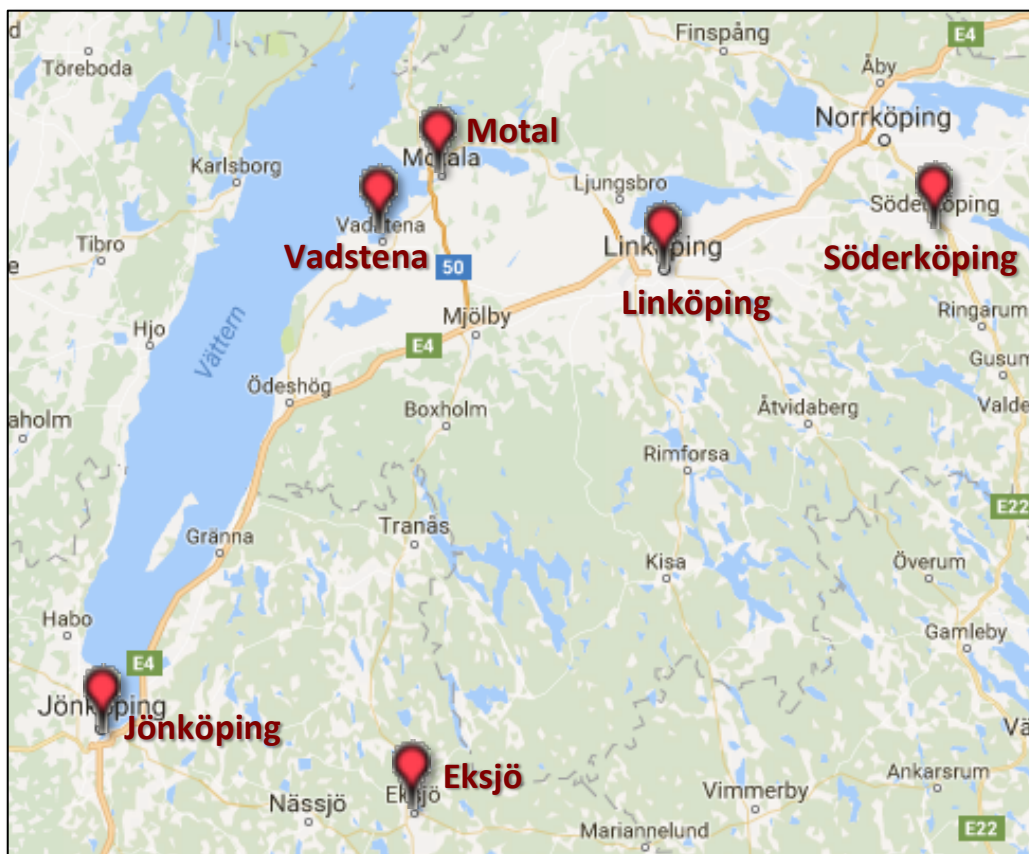 d
Finspång
E4
Töreboda
Åby
Motal
Norrköping
Motala
Karlsborg
Ljungsbro
Söderköping
Vadstena
Tibro
Linköping
Vadstena
Söderköping
50
e
Linköping
Ringarum
Mjölby
Hjo
Vättern
E4
Gusum
Ödeshög
Valde
Boxholm
Åtvidaberg
aholm
Rimforsa
E22
Tranås
Gränna
Kisa
Överum
Habo
Gamleby
E4
Jönköping
Jönköping
Vä
Eksjö
Ankarsrum
Eksjö
Nässjö
Vimmerby
Mariannelund
E22